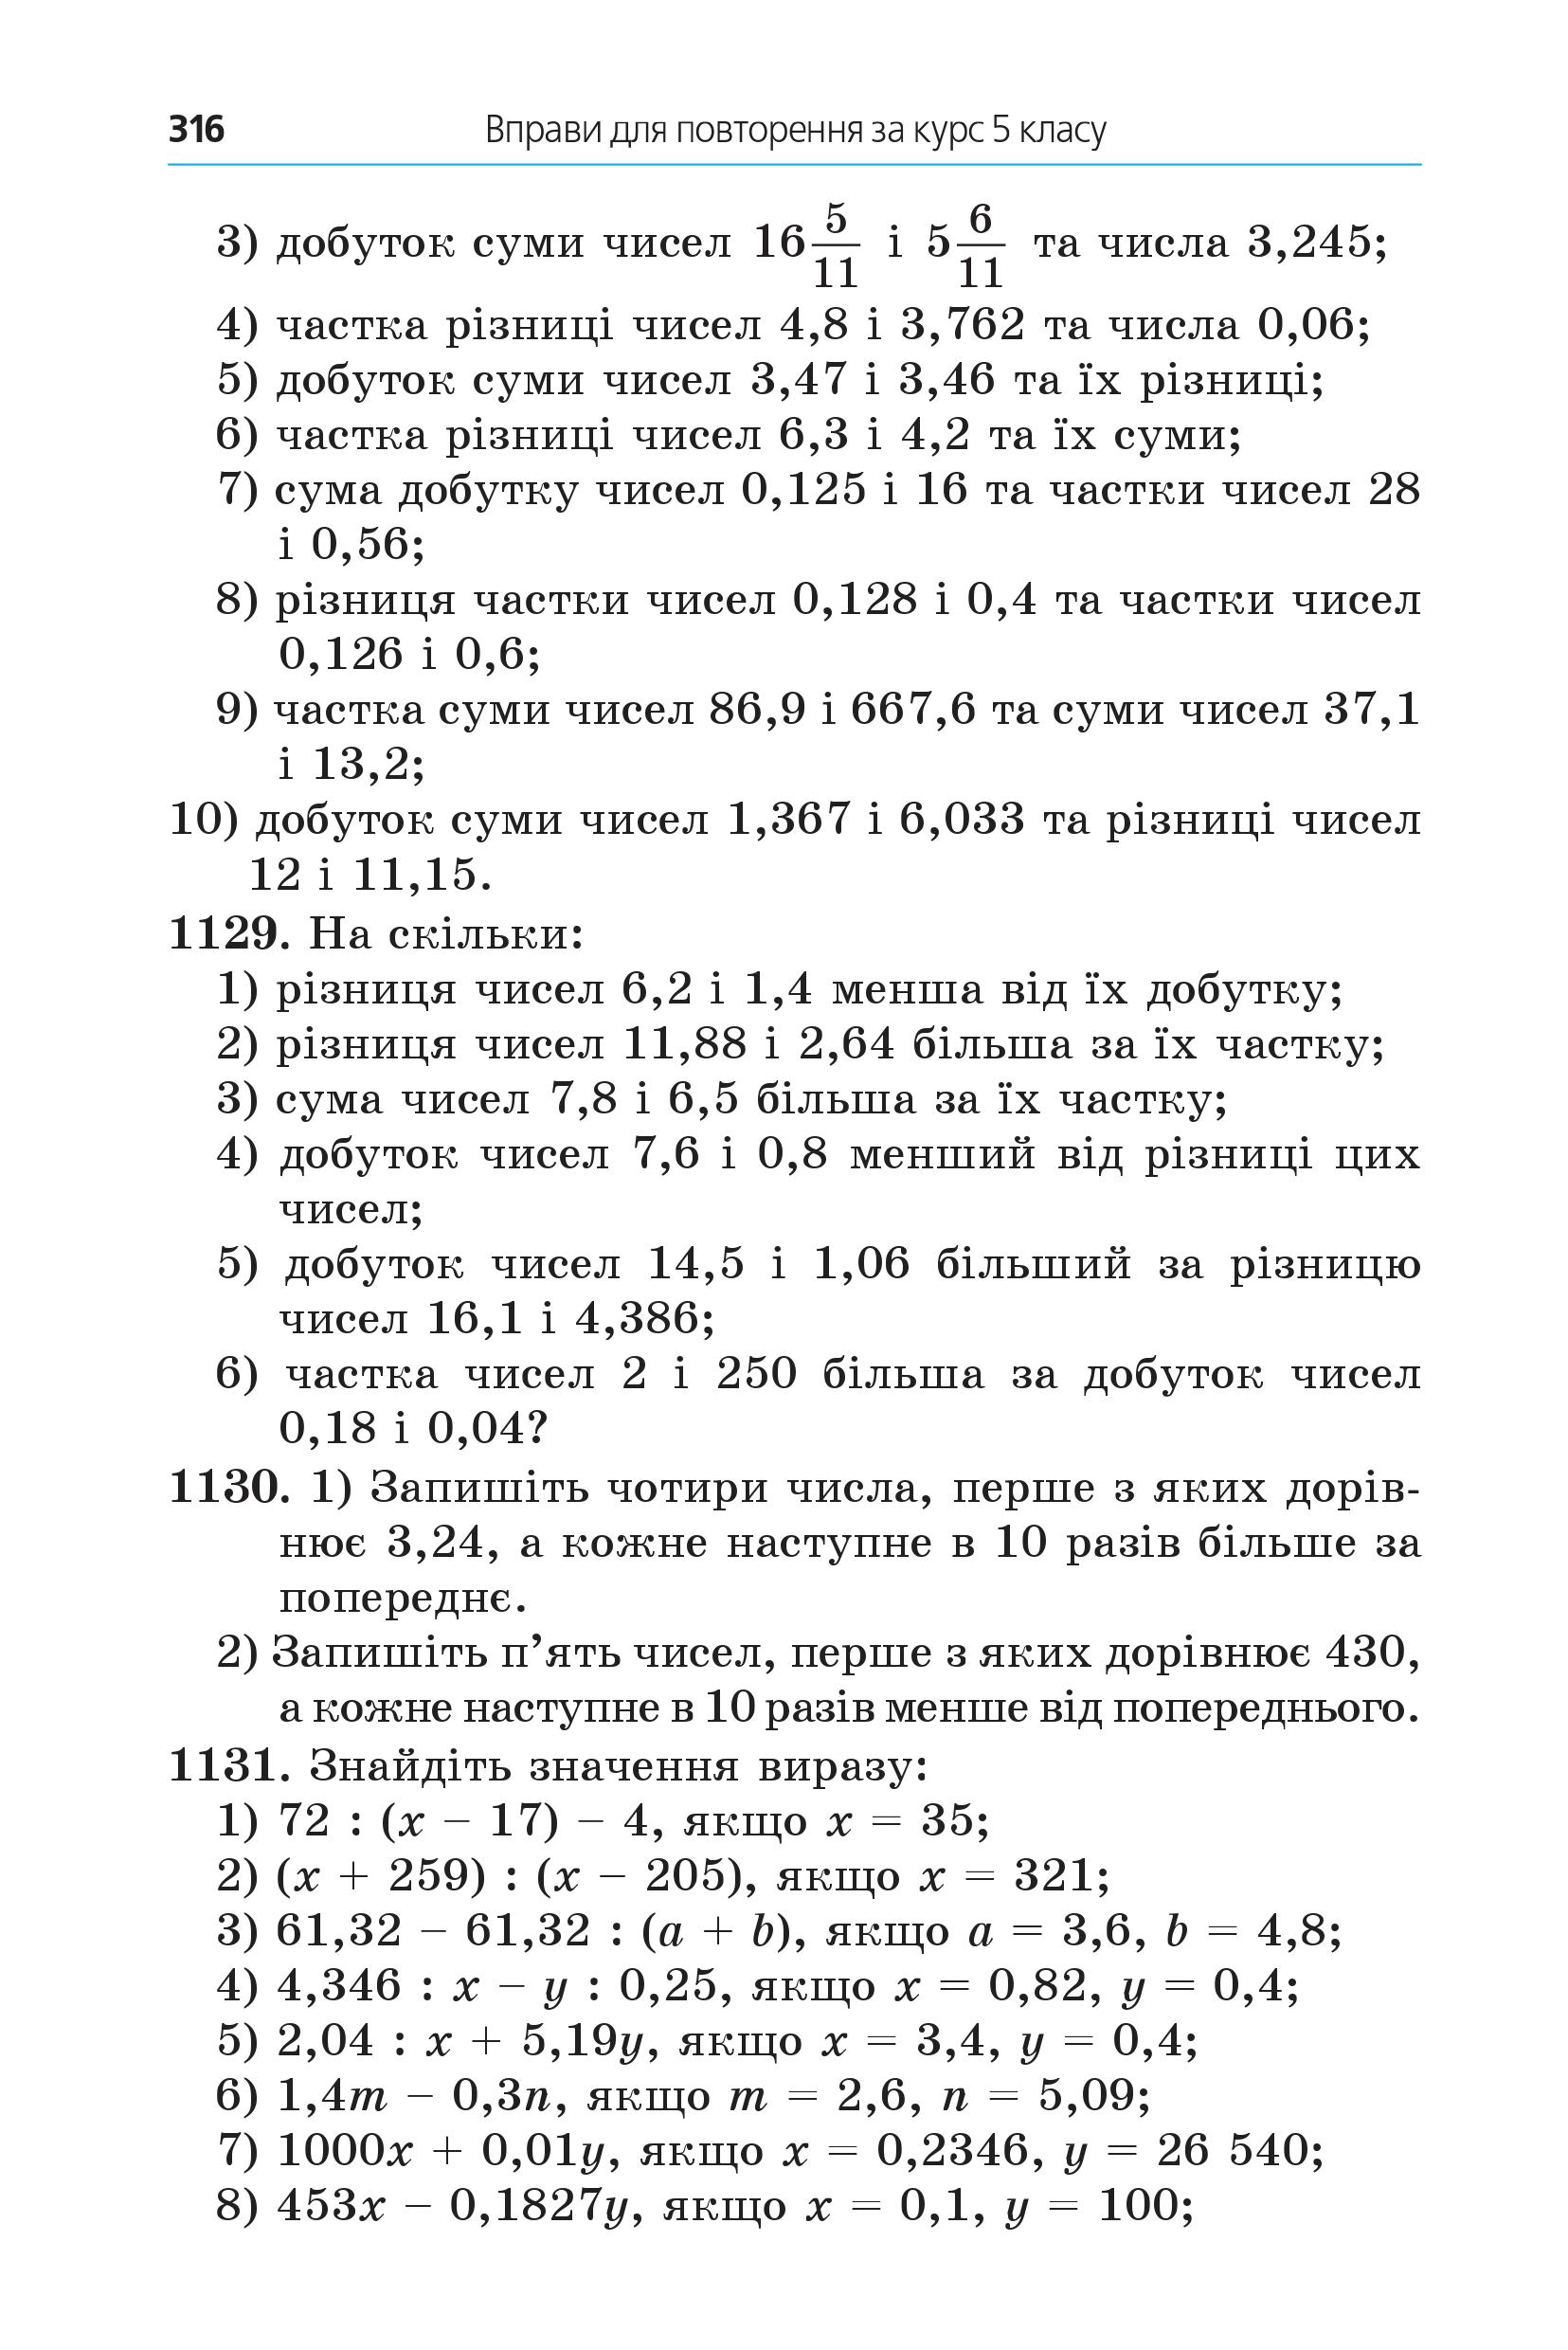 316 Вправи для повторення за курс 5 класу
3) добуток суми чисел 16 5/11 і 5 6/11 та числа 3,245;
4) частка різниці чисел 4,8 і 3,762 та числа 0,06;
5) добуток суми чисел 3,47 і 3,46 та їх різниці;
6) частка різниці чисел 6,3 і 4,2 та їх суми;
7) сума добутку чисел 0,125 і 16 та частки чисел 28
і 0,56;
8) різниця частки чисел 0,128 і 0,4 та частки чисел
0,126 і 0,6;
9) частка суми чисел 86,9 і 667,6 та суми чисел 37,1
і 13,2;
10) добуток суми чисел 1,367 і 6,033 та різниці чисел
12 і 11,15.
1129. На скільки:
1) різниця чисел 6,2 і 1,4 менша від їх добутку;
2) різниця чисел 11,88 і 2,64 більша за їх частку;
3) сума чисел 7,8 і 6,5 більша за їх частку;
4) добуток чисел 7,6 і 0,8 менший від різниці цих
чисел;
5) добуток чисел 14,5 і 1,06 більший за різницю
чисел 16,1 і 4,386;
6) частка чисел 2 і 250 більша за добуток чисел
0,18 і 0,04?
1130. 1) Запишіть чотири числа, перше з яких дорів-
нює 3,24, а кожне наступне в 10 разів більше за
попереднє.
2) Запишіть п’ять чисел, перше з яких дорівнює 430,
а кожне наступне в 10 разів менше від попереднього.
1131. Знайдіть значення виразу:
1) 72 : (x – 17) – 4, якщо x = 35;
2) (x + 259) : (x – 205), якщо x = 321;
3) 61,32 – 61,32 : (a + b), якщо a = 3,6, b = 4,8;
4) 4,346 : x – y : 0,25, якщо x = 0,82, y = 0,4;
5) 2,04 : x + 5,19y, якщо x = 3,4, y = 0,4;
6) 1,4m – 0,3n, якщо m = 2,6, n = 5,09;
7) 1000x + 0,01y, якщо x = 0,2346, y = 26 540;
8) 453x – 0,1827y, якщо x = 0,1, y = 100;